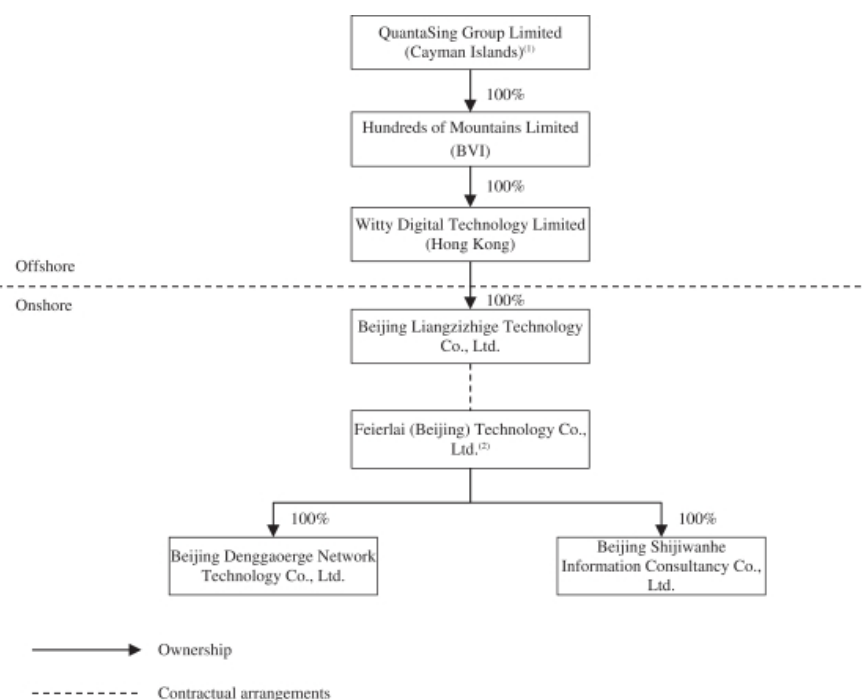 QuantaSing Group Limited
(Cayman Islands)(1)
100%
Hundreds of Mountains Limited
(BVI)
100%
Witty Digital Technology Limited
(Hong Kong)
Offshore
Onshore
100%
Beijing Liangzizhige Technology
Co., Ltd.
Feierlai (Beijing) Technology Co.,
Ltd.(2)
100%
100%
Beijing Denggaoerge Network
Technology Co., Ltd.
Beijing Shijiwanhe
Information Consultancy Co.,
Ltd.
Ownership
Contractual arrangements